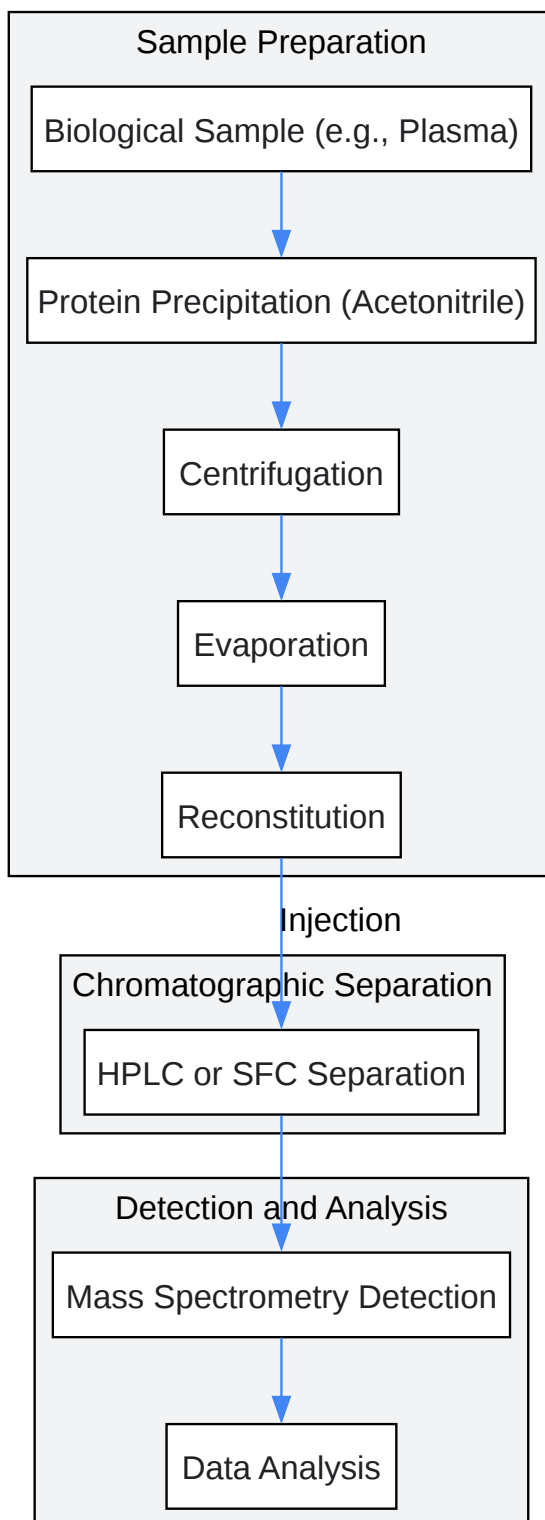 Sample Preparation
Biological Sample (e.g., Plasma)
Protein Precipitation (Acetonitrile)
Centrifugation
Evaporation
Reconstitution
Injection
Chromatographic Separation
HPLC or SFC Separation
Detection and Analysis
Mass Spectrometry Detection
Data Analysis